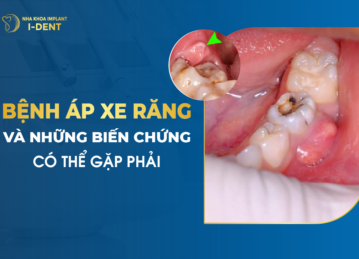 NHA KHOA IMPLANT
I-DENT
BỆNH ÁP XE RĂNG
VÀ NHỮNG BIẾN CHỨNG
CÓ THỂ GẶP PHẢI